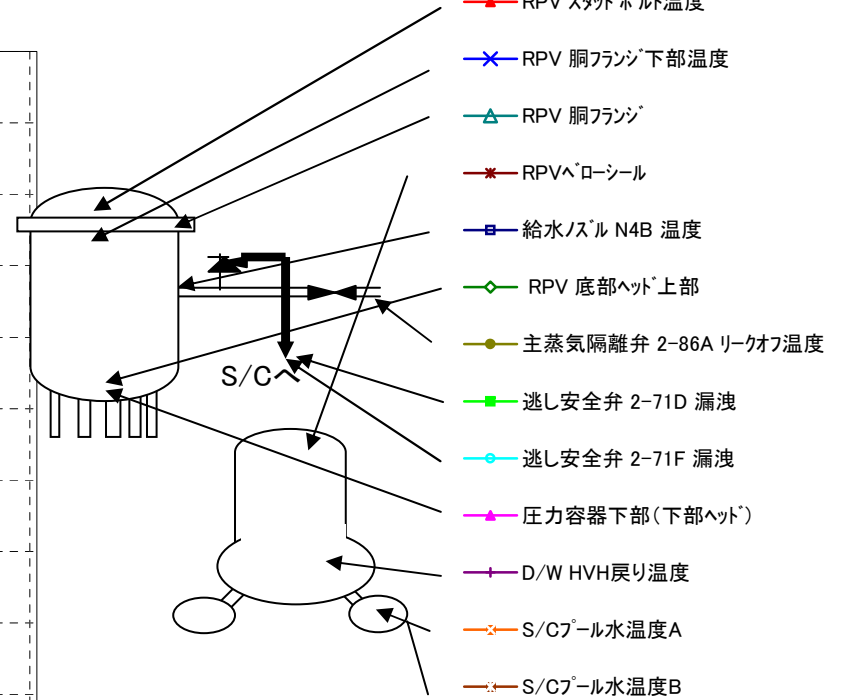 RPV スタッドボルト温度
RPV 胴フランジ下部温度
RPV 胴フランジ
RPVベローシール
給水ノズル N4B 温度
RPV 底部ヘッド上部
主蒸気隔離弁 2-86A リークオフ温度
S/Cへ
逃し安全弁 2-71D 漏洩
逃し安全弁 2-71F 漏洩
圧力容器下部(下部ヘッド)
D/W HVH戻り温度
S/Cプール水温度A
S/Cプール水温度B